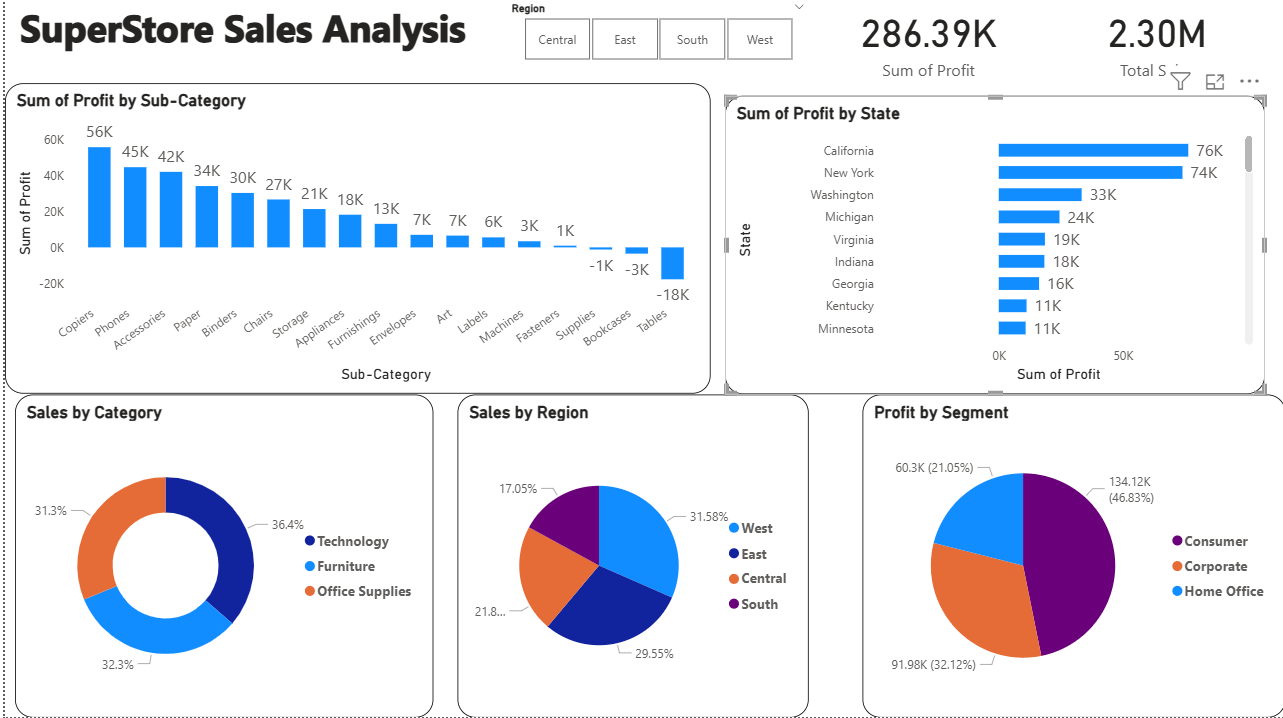 SuperStore Sales Analysis
Region
Central East South West
286.39K
Sum of Profit
2.30M
Total S
Sum of Profit by Sub-Category
Sum of Profit
60K
40K
20K
0K
-20K
56K 45K 42K 34K 30K 27K 21K 18K 13K 7K 7K 6K 3K 1K -1K -3K -18K
Copiers Phones Accessories Paper Binders Chairs Storage Appliances Furnishings Envelopes Art Labels Machines Fasteners Supplies Bookcases Tables
Sub-Category
Sum of Profit by State
State
California 76K
New York 74K
Washington 33K
Michigan 24K
Virginia 19K
Indiana 18K
Georgia 16K
Kentucky 11K
Minnesota 11K
0K 50K
Sum of Profit
Sales by Category
31.3%
36.4%
32.3%
Technology
Furniture
Office Supplies
Sales by Region
17.05%
31.58%
21.8...
29.55%
West
East
Central
South
Profit by Segment
60.3K (21.05%)
134.12K
(46.83%)
91.98K (32.12%)
Consumer
Corporate
Home Office